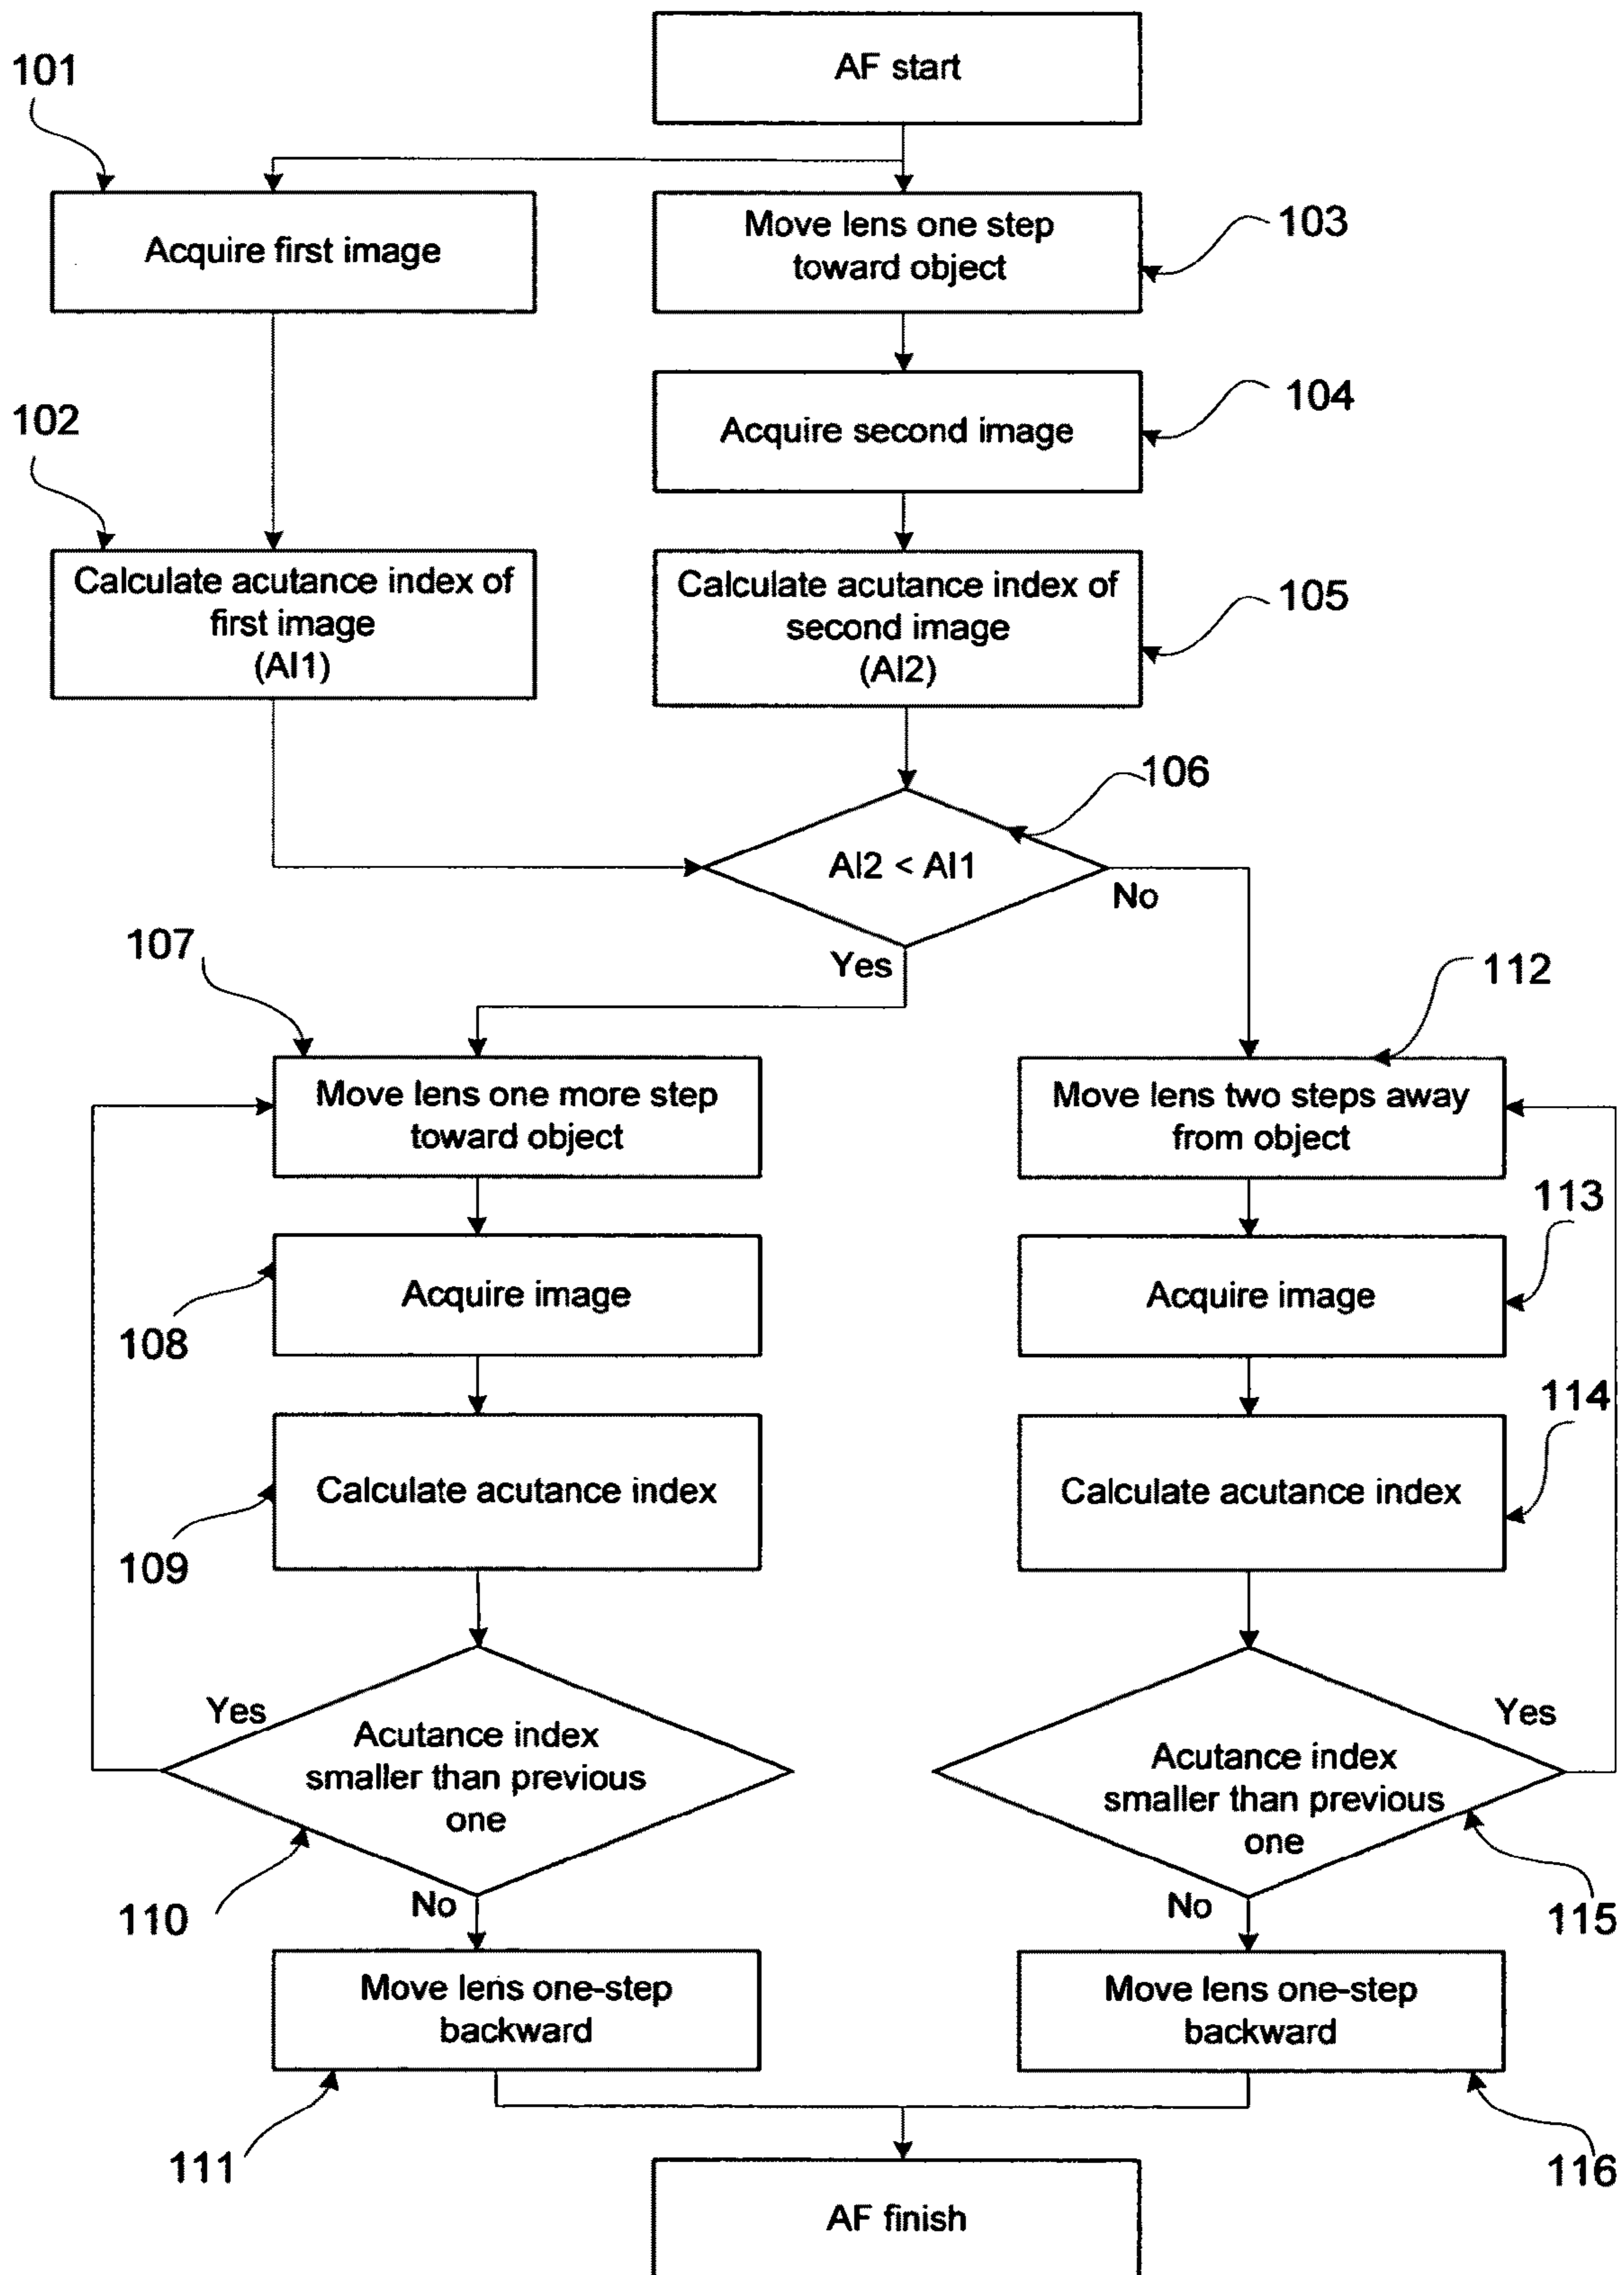 AF start
101
Acquire first image
Move lens one step
toward object
103
Acquire second image
104
102
Calculate acutance index of
first image
(AI1)
Calculate acutance index of
second image
(AI2)
105
106
AI2 < AI1
No
Yes
107
112
Move lens one more step
toward object
Move lens two steps away
from object
113
Acquire image
108
Acquire image
114
Calculate acutance index
109
Calculate acutance index
Yes
Acutance index
smaller than previous
one
110
No
Yes
Acutance index
smaller than previous
one
115
No
Move lens one-step
backward
111
Move lens one-step
backward
116
AF finish